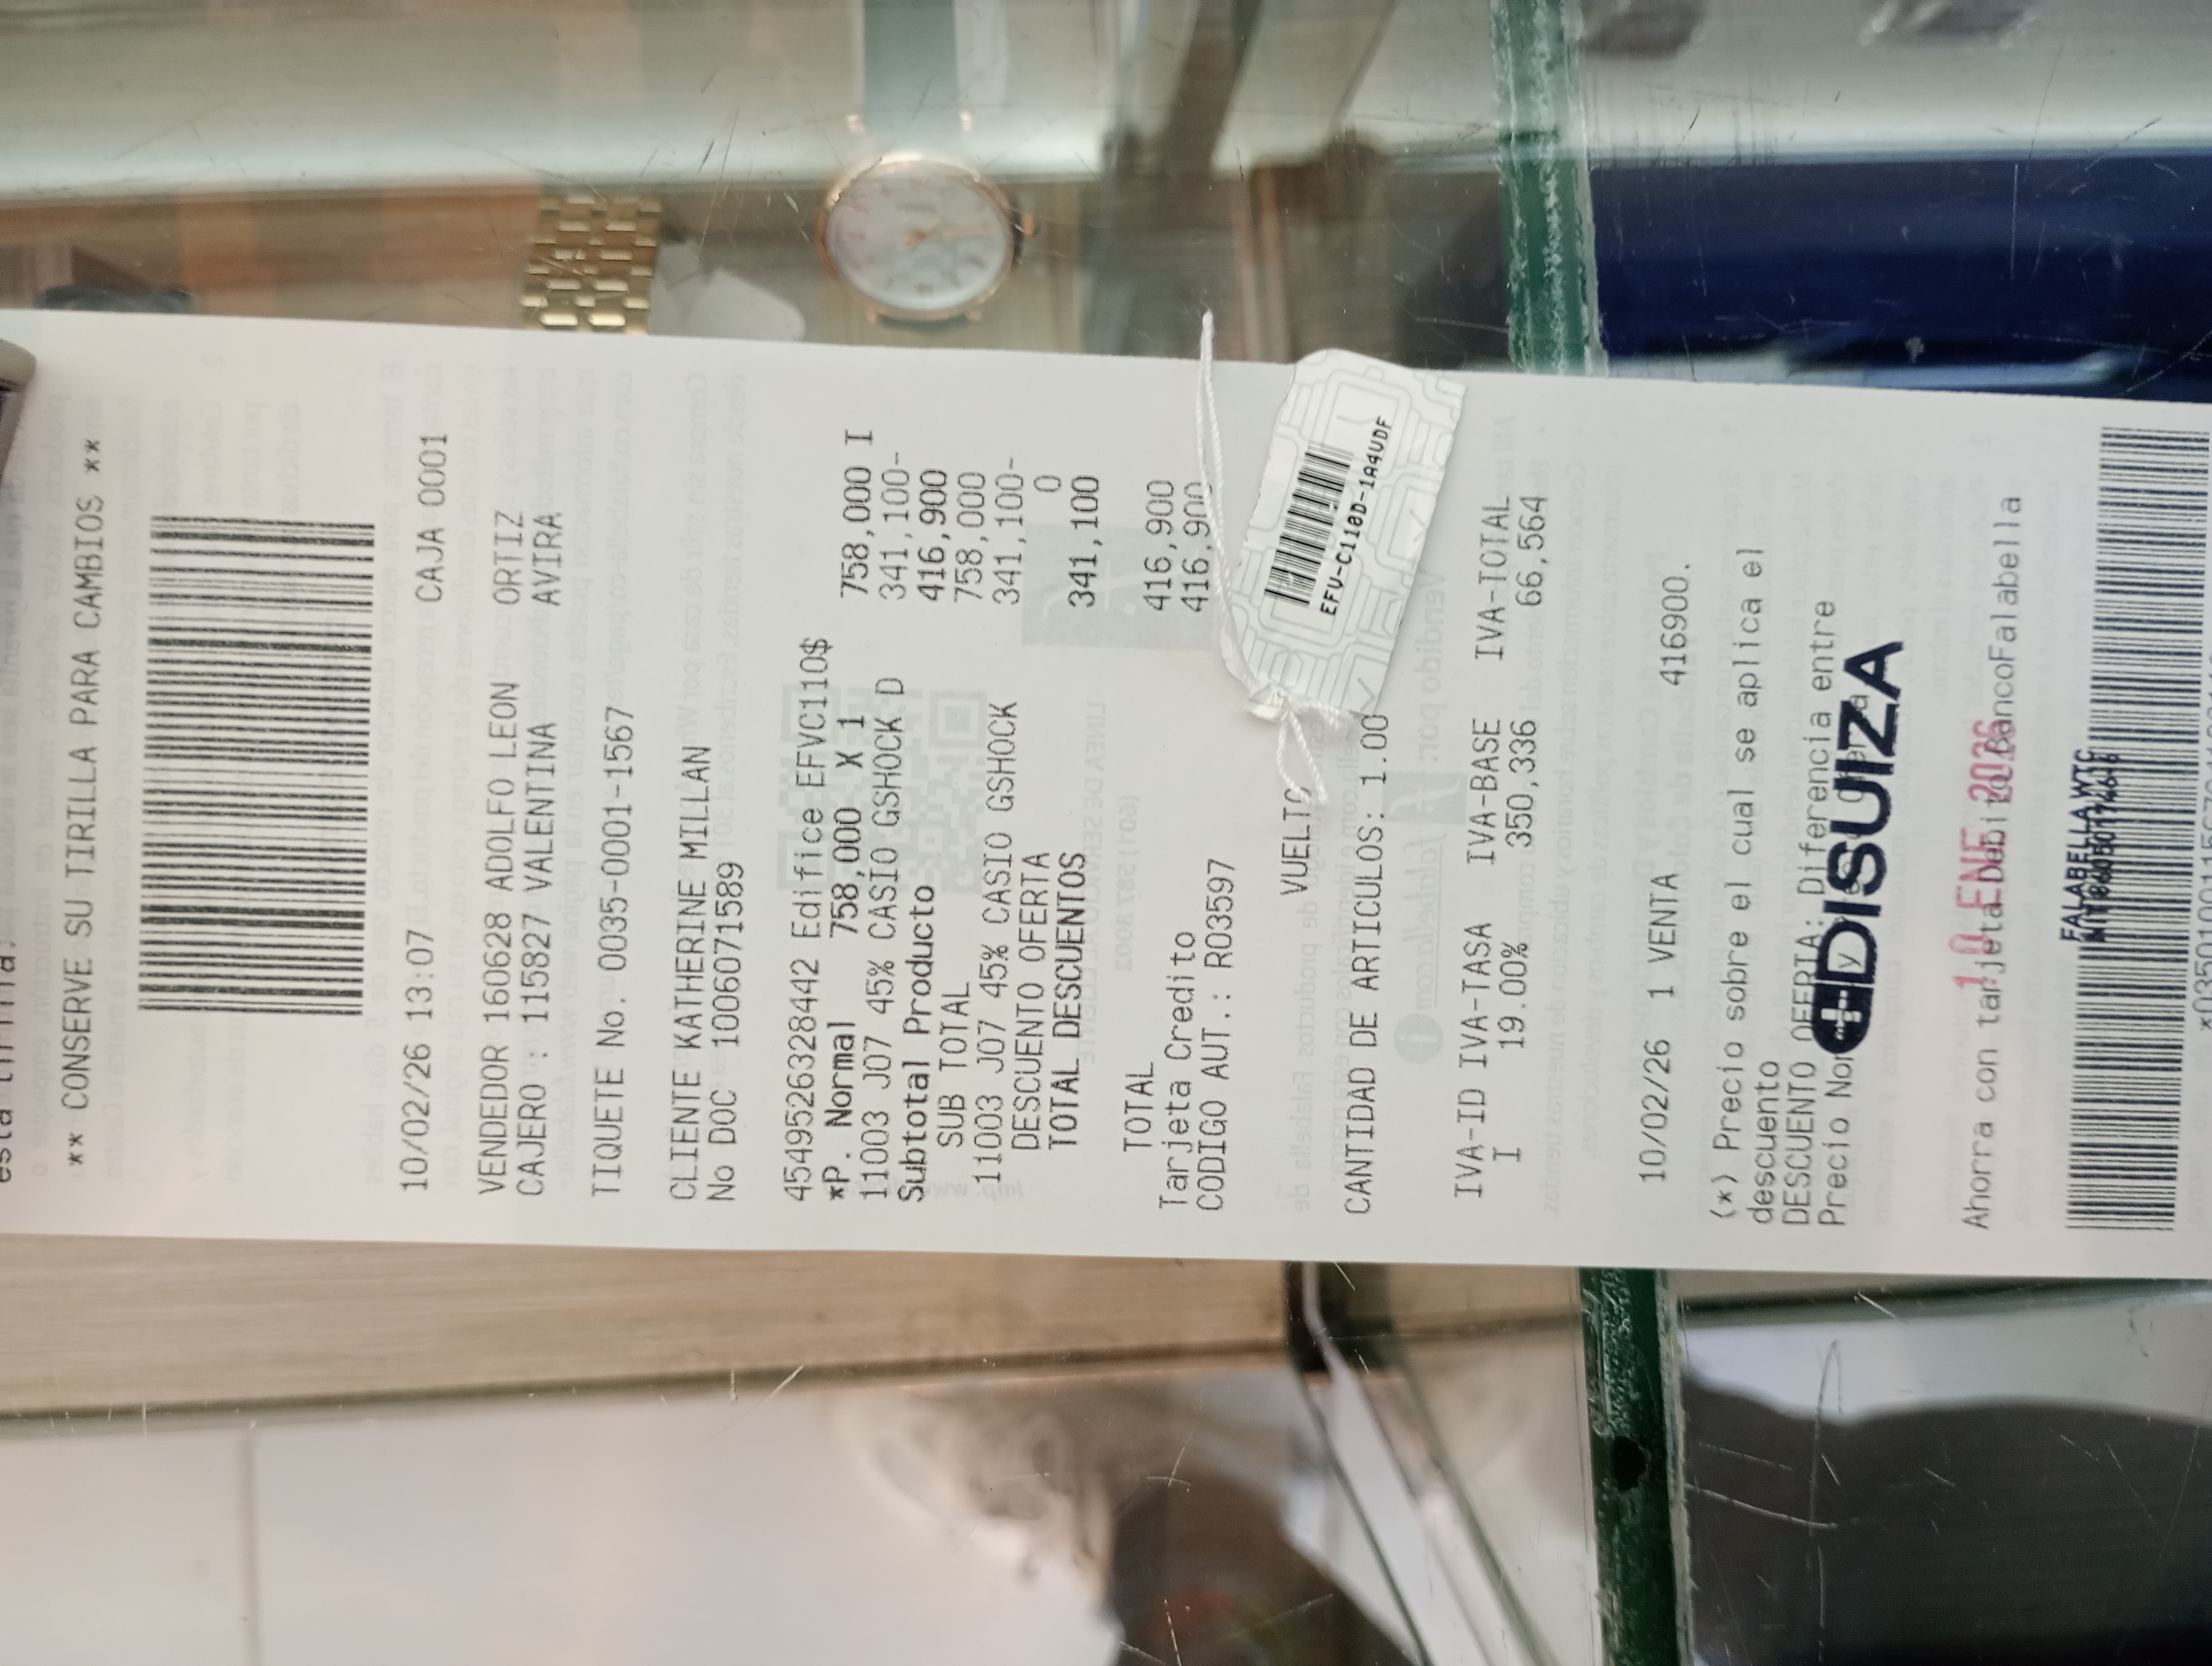 ** CONSERVE SU TIRILLA PARA CAMBIOS **
10/02/26 13:07 CAJA 0001
VENDEDOR 160628 ADOLFO LEON ORTIZ
CAJERO : 115827 VALENTINA AVIRA
TIQUETE No. 0035-0001-1567
CLIENTE KATHERINE MILLAN
No DOC 1006071589
4549526328442 Edifice EFVC110$
*P. Normal 758,000 X 1 758,000 I
11003 J07 45% CASIO GSHOCK D 341,100-
Subtotal Producto 416,900
SUB TOTAL 758,000
11003 J07 45% CASIO GSHOCK 341,100-
DESCUENTO OFERTA 0
TOTAL DESCUENTOS 341,100
TOTAL 416,900
Tarjeta Credito 416,900
CODIGO AUT.: R03597
VUELTO
EFV-C110D-1A4VDF
CANTIDAD DE ARTICULOS: 1.00
IVA-ID IVA-TASA IVA-BASE IVA-TOTAL
I 19.00% 350,336 66,564
10/02/26 1 VENTA 416900.
(*) Precio sobre el cual se aplica el
descuento
DESCUENTO OFERTA: Diferencia entre
Precio Nor
DISUIZA
10 ENE 2026
Ahorra con tarjeta Debito BancoFalabella
FALABELLA WTC